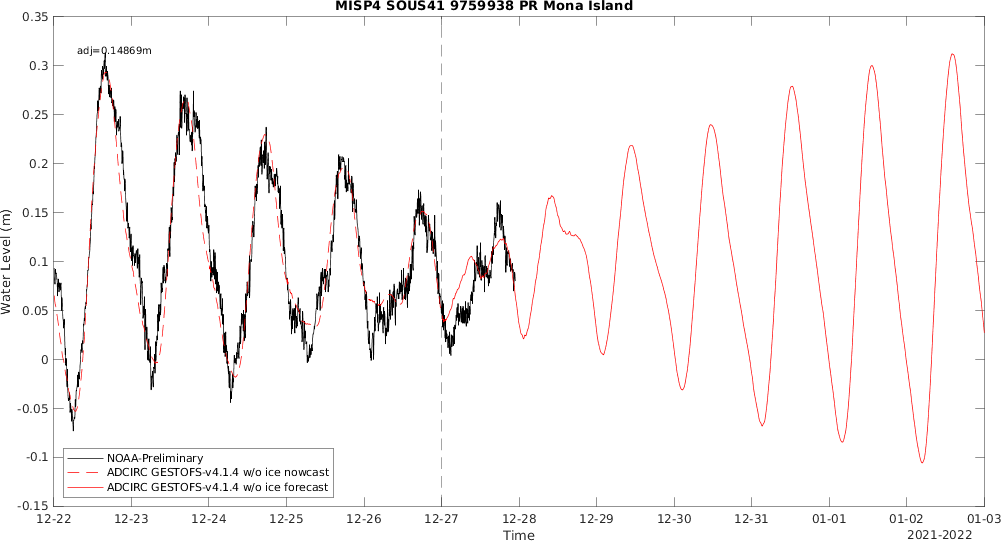 MISP4 SOUS41 9759938 PR Mona Island
adj=0.14869m
0.35
0.3
0.25
0.2
0.15
0.1
0.05
0
-0.05
-0.1
-0.15
Water Level (m)
NOAA-Preliminary
ADCIRC GESTOFS-v4.1.4 w/o ice nowcast
ADCIRC GESTOFS-v4.1.4 w/o ice forecast
12-22 12-23 12-24 12-25 12-26 12-27 12-28 12-29 12-30 12-31 01-01 01-02 01-03
Time
2021-2022